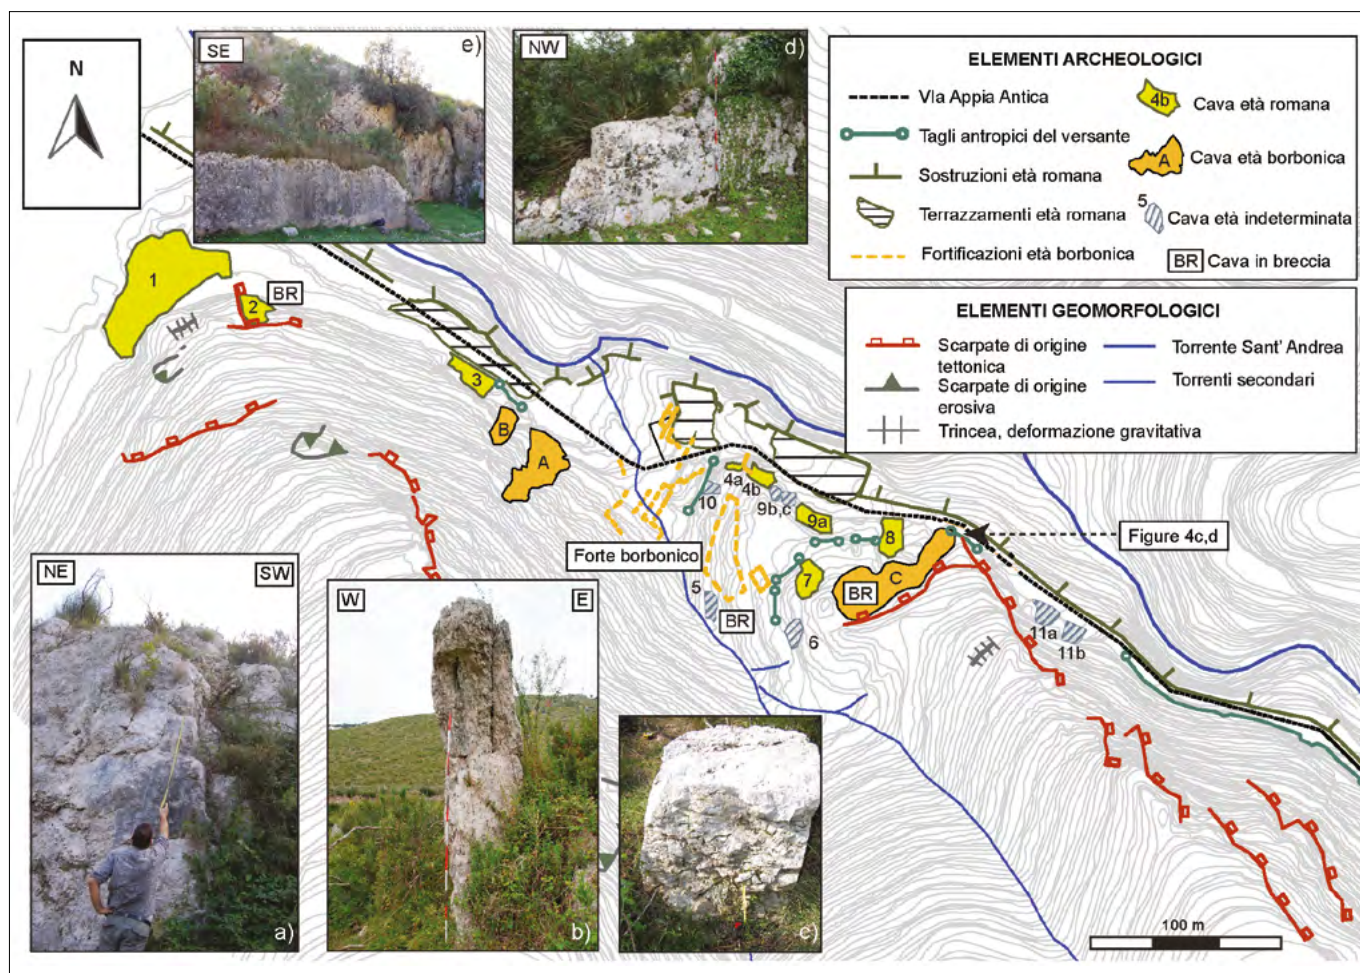 N
SE
e)
NW
d)
ELEMENTI ARCHEOLOGICI
VIa Appia Antica
Tagli antropici del versante
Sostruzioni età romana
Terrazzamenti età romana
Fortificazioni età borbonica
4b
Cava età romana
A
Cava età borbonica
5
Cava età indeterminata
BR
Cava in breccia
ELEMENTI GEOMORFOLOGICI
Scarpate di origine
tettonica
Scarpate di origine
erosiva
Trincea, deformazione gravitativa
Torrente Sant' Andrea
Torrenti secondari
1
2
BR
3
B
A
10
4a
4b
9b,c
9a
8
7
C
BR
5
BR
6
11a
11b
Forte borbonico
Figure 4c,d
NE
SW
a)
W
E
b)
c)
100 m